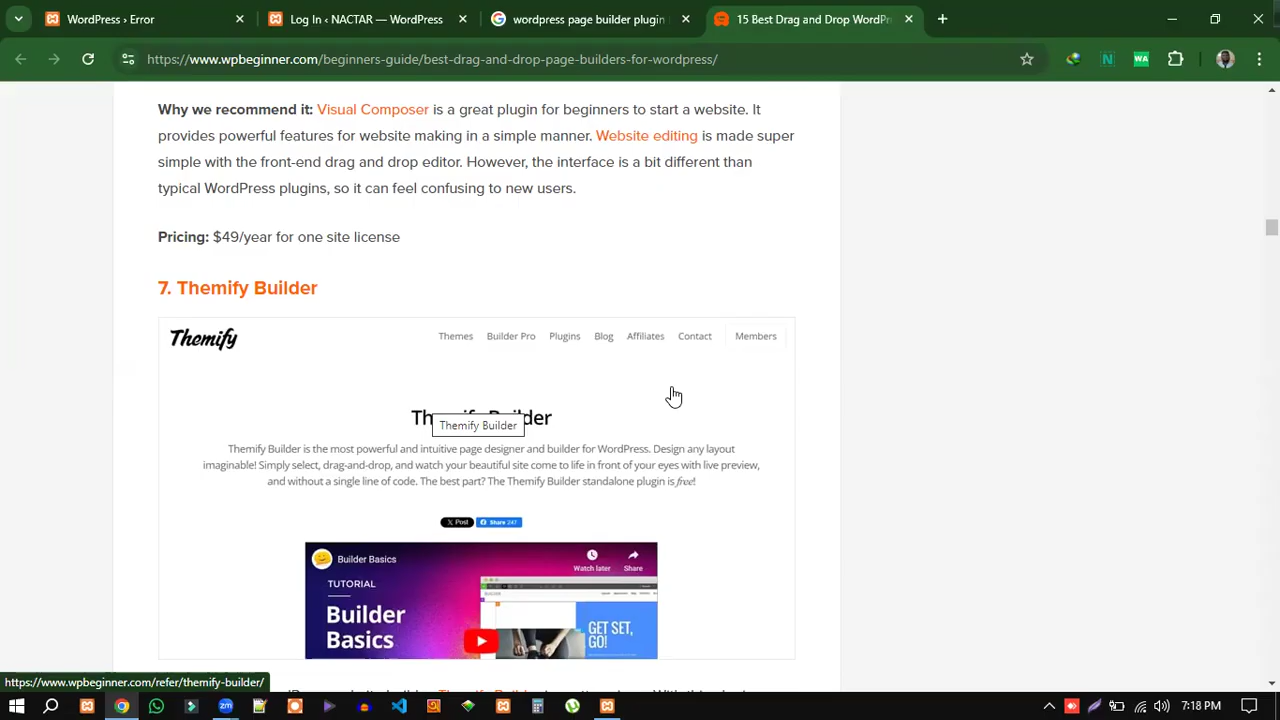 WordPress › Error
Log In ‹ NACTAR — WordPress
wordpress page builder plugin
15 Best Drag and Drop WordPr
https://www.wpbeginner.com/beginners-guide/best-drag-and-drop-page-builders-for-wordpress/
Why we recommend it: Visual Composer is a great plugin for beginners to start a website. It
provides powerful features for website making in a simple manner. Website editing is made super
simple with the front-end drag and drop editor. However, the interface is a bit different than
typical WordPress plugins, so it can feel confusing to new users.
Pricing: $49/year for one site license
7. Themify Builder
Themify
Themes Builder Pro Plugins Blog Affiliates Contact Members
Themify Builder
Themify Builder
Themify Builder is the most powerful and intuitive page designer and builder for WordPress. Design any layout
imaginable! Simply select, drag-and-drop, and watch your beautiful site come to life in front of your eyes with live preview,
and without a single line of code. The best part? The Themify Builder standalone plugin is free!
X Post Share 247
Builder Basics
Watch later Share
TUTORIAL
Builder
Basics
GET SET,
GO!
https://www.wpbeginner.com/refer/themify-builder/
7:18 PM